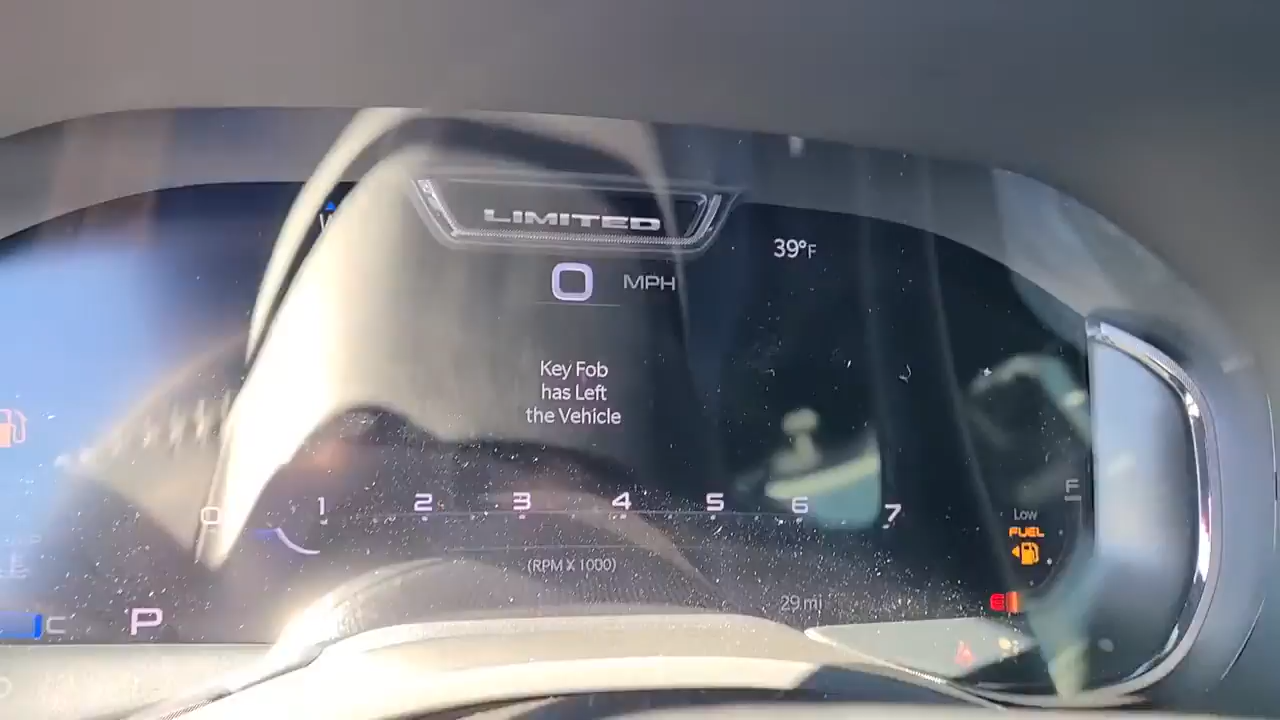 LIMITED
39°F
0 MPH
Key Fob
has Left
the Vehicle
0 1 2 3 4 5 6 7
(RPM X 1000)
F
Low
FUEL
E
29 mi
C
P